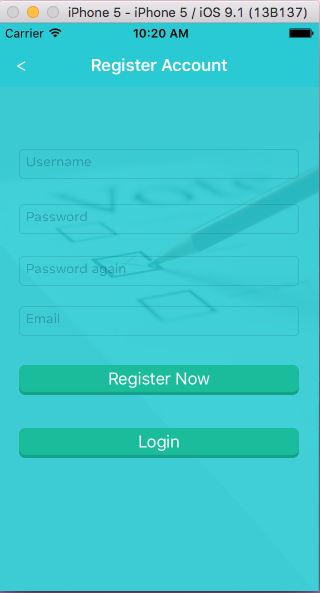 iPhone 5 - iPhone 5 / iOS 9.1 (13B137)
Carrier 10:20 AM
< Register Account
Username
Password
Password again
Email
Register Now
Login